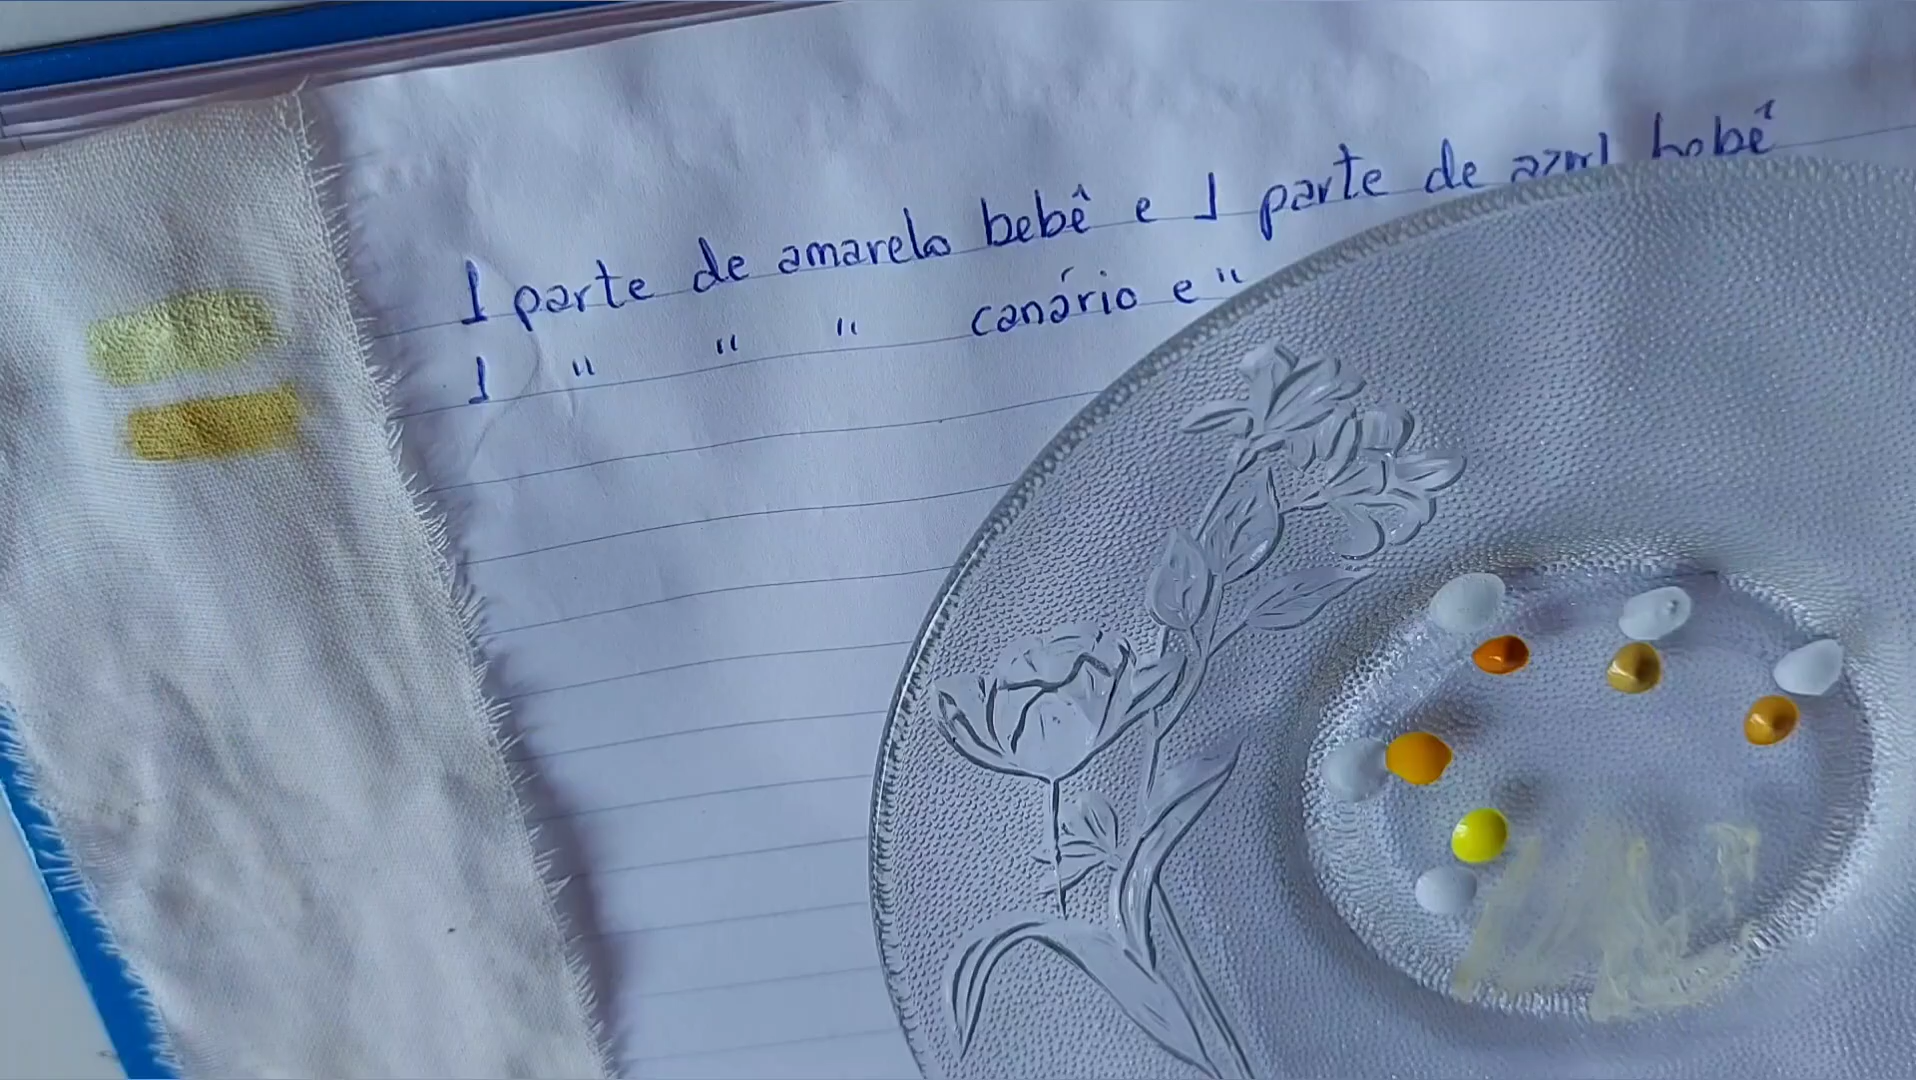 1 parte de amarelo bebê e 1 parte de azul bebê
1 " " " canário e "